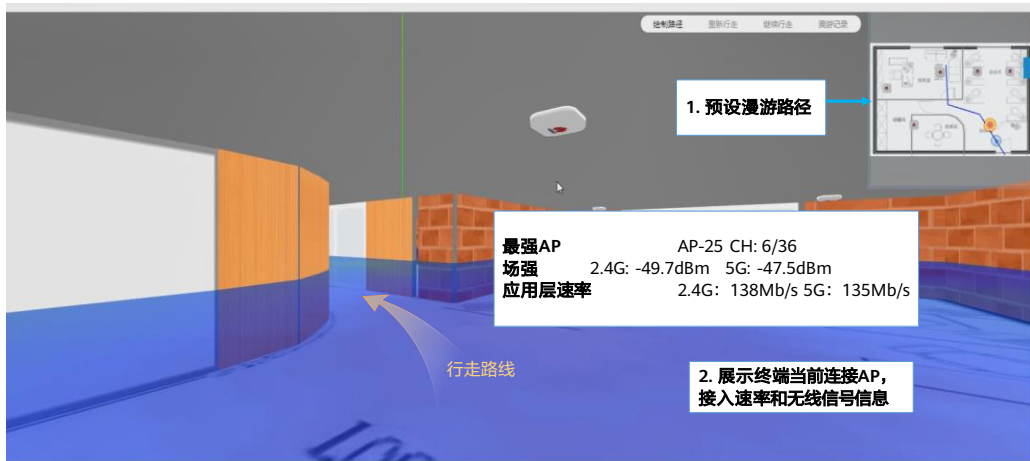 绘制路径 重新行走 继续行走 漫游记录
1. 预设漫游路径
最强AP AP-25 CH: 6/36
场强 2.4G: -49.7dBm 5G: -47.5dBm
应用层速率 2.4G：138Mb/s 5G：135Mb/s
行走路线
2. 展示终端当前连接AP，
接入速率和无线信号信息